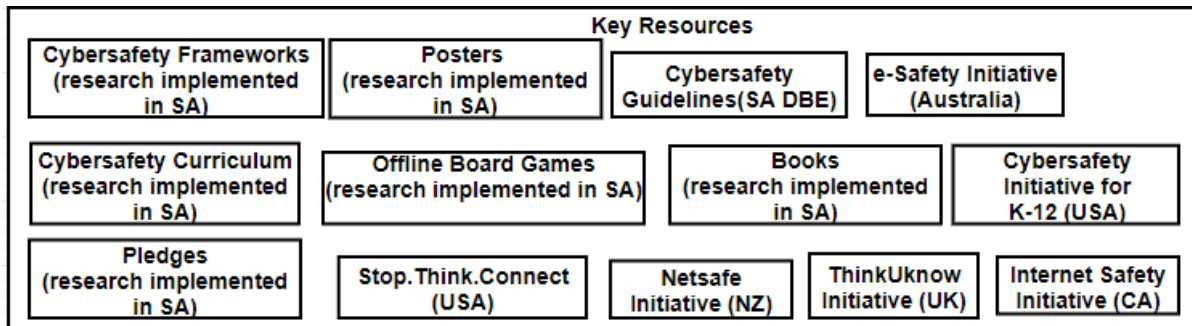 Key Resources
Cybersafety Frameworks
(research implemented
in SA)
Posters
(research implemented
in SA)
Cybersafety
Guidelines(SA DBE)
e-Safety Initiative
(Australia)
Cybersafety Curriculum
(research implemented
in SA)
Offline Board Games
(research implemented in SA)
Books
(research implemented
in SA)
Cybersafety
Initiative for
K-12 (USA)
Pledges
(research implemented
in SA)
Stop.Think.Connect
(USA)
Netsafe
Initiative (NZ)
ThinkUknow
Initiative (UK)
Internet Safety
Initiative (CA)